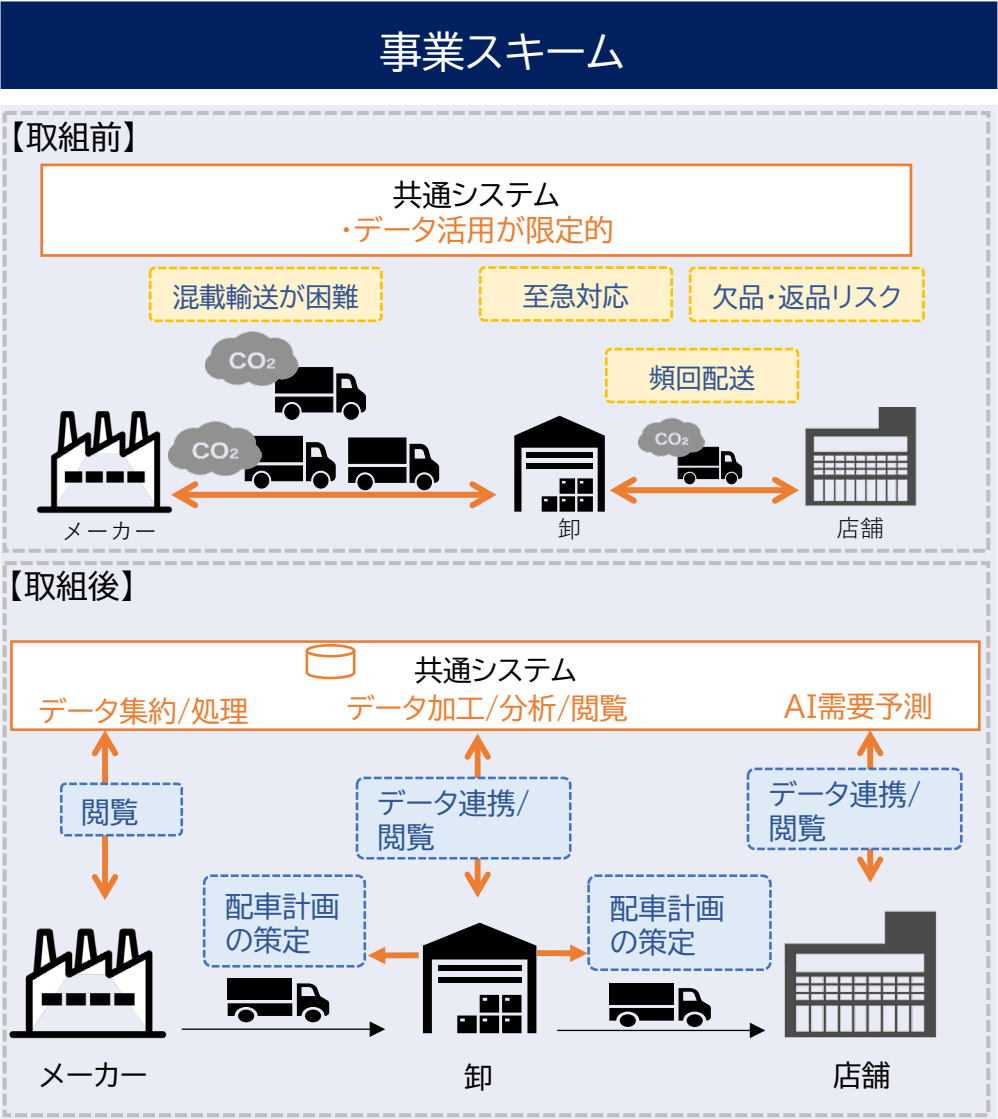 事業スキーム
【取組前】
共通システム
・データ活用が限定的
混載輸送が困難
至急対応
欠品・返品リスク
頻回配送
CO₂
CO₂
CO₂
メーカー
卸
店舗
【取組後】
共通システム
データ集約/処理
データ加工/分析/閲覧
AI需要予測
閲覧
データ連携/
閲覧
データ連携/
閲覧
配車計画
の策定
配車計画
の策定
メーカー
卸
店舗